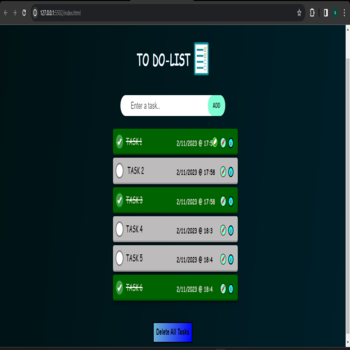 127.0.0.1:5502/index.html
TO DO-LIST
Enter a task.. ADD
TASK 1 2/11/2023 @ 17:58
TASK 2 2/11/2023 @ 17:58
TASK 3 2/11/2023 @ 17:58
TASK 4 2/11/2023 @ 18:3
TASK 5 2/11/2023 @ 18:4
TASK 6 2/11/2023 @ 18:4
Delete All Tasks